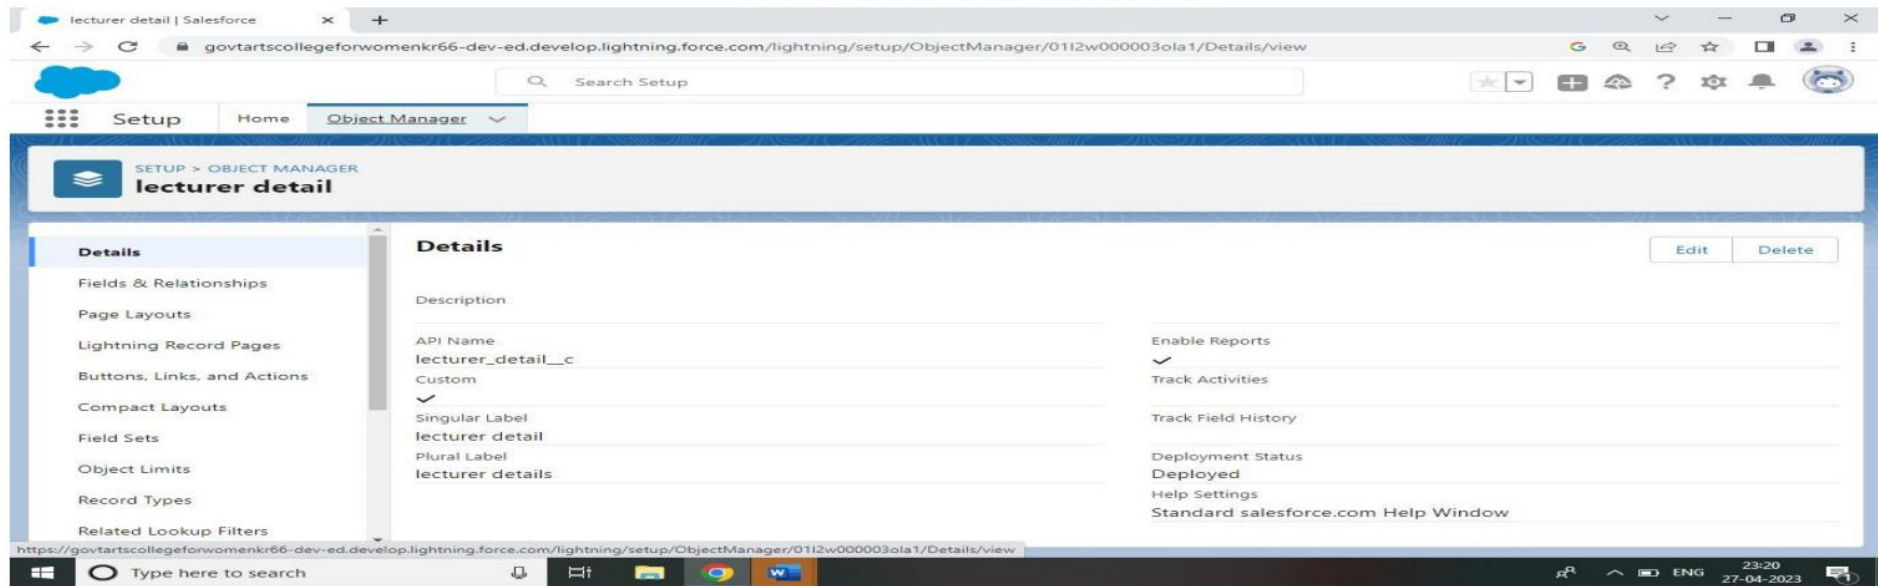 lecturer detail | Salesforce
govtartscollegeforwomenkr66-dev-ed.develop.lightning.force.com/lightning/setup/ObjectManager/01I2w000003ola1/Details/view
Search Setup
Setup Home Object Manager
SETUP > OBJECT MANAGER
lecturer detail
Details
Fields & Relationships
Page Layouts
Lightning Record Pages
Buttons, Links, and Actions
Compact Layouts
Field Sets
Object Limits
Record Types
Related Lookup Filters
Details
Edit Delete
Description
API Name
lecturer_detail__c
Custom
Singular Label
lecturer detail
Plural Label
lecturer details
Enable Reports
Track Activities
Track Field History
Deployment Status
Deployed
Help Settings
Standard salesforce.com Help Window
https://govtartscollegeforwomenkr66-dev-ed.develop.lightning.force.com/lightning/setup/ObjectManager/01I2w000003ola1/Details/view
Type here to search
ENG
23:20
27-04-2023